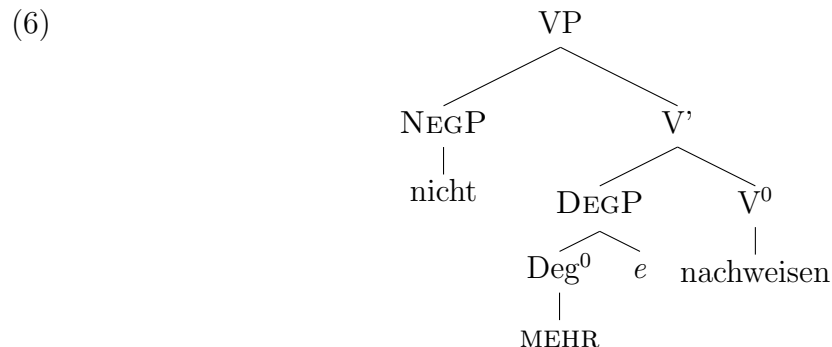 (6) VP
NEGP V’
nicht DEGP V⁰
Deg⁰ e nachweisen
MEHR